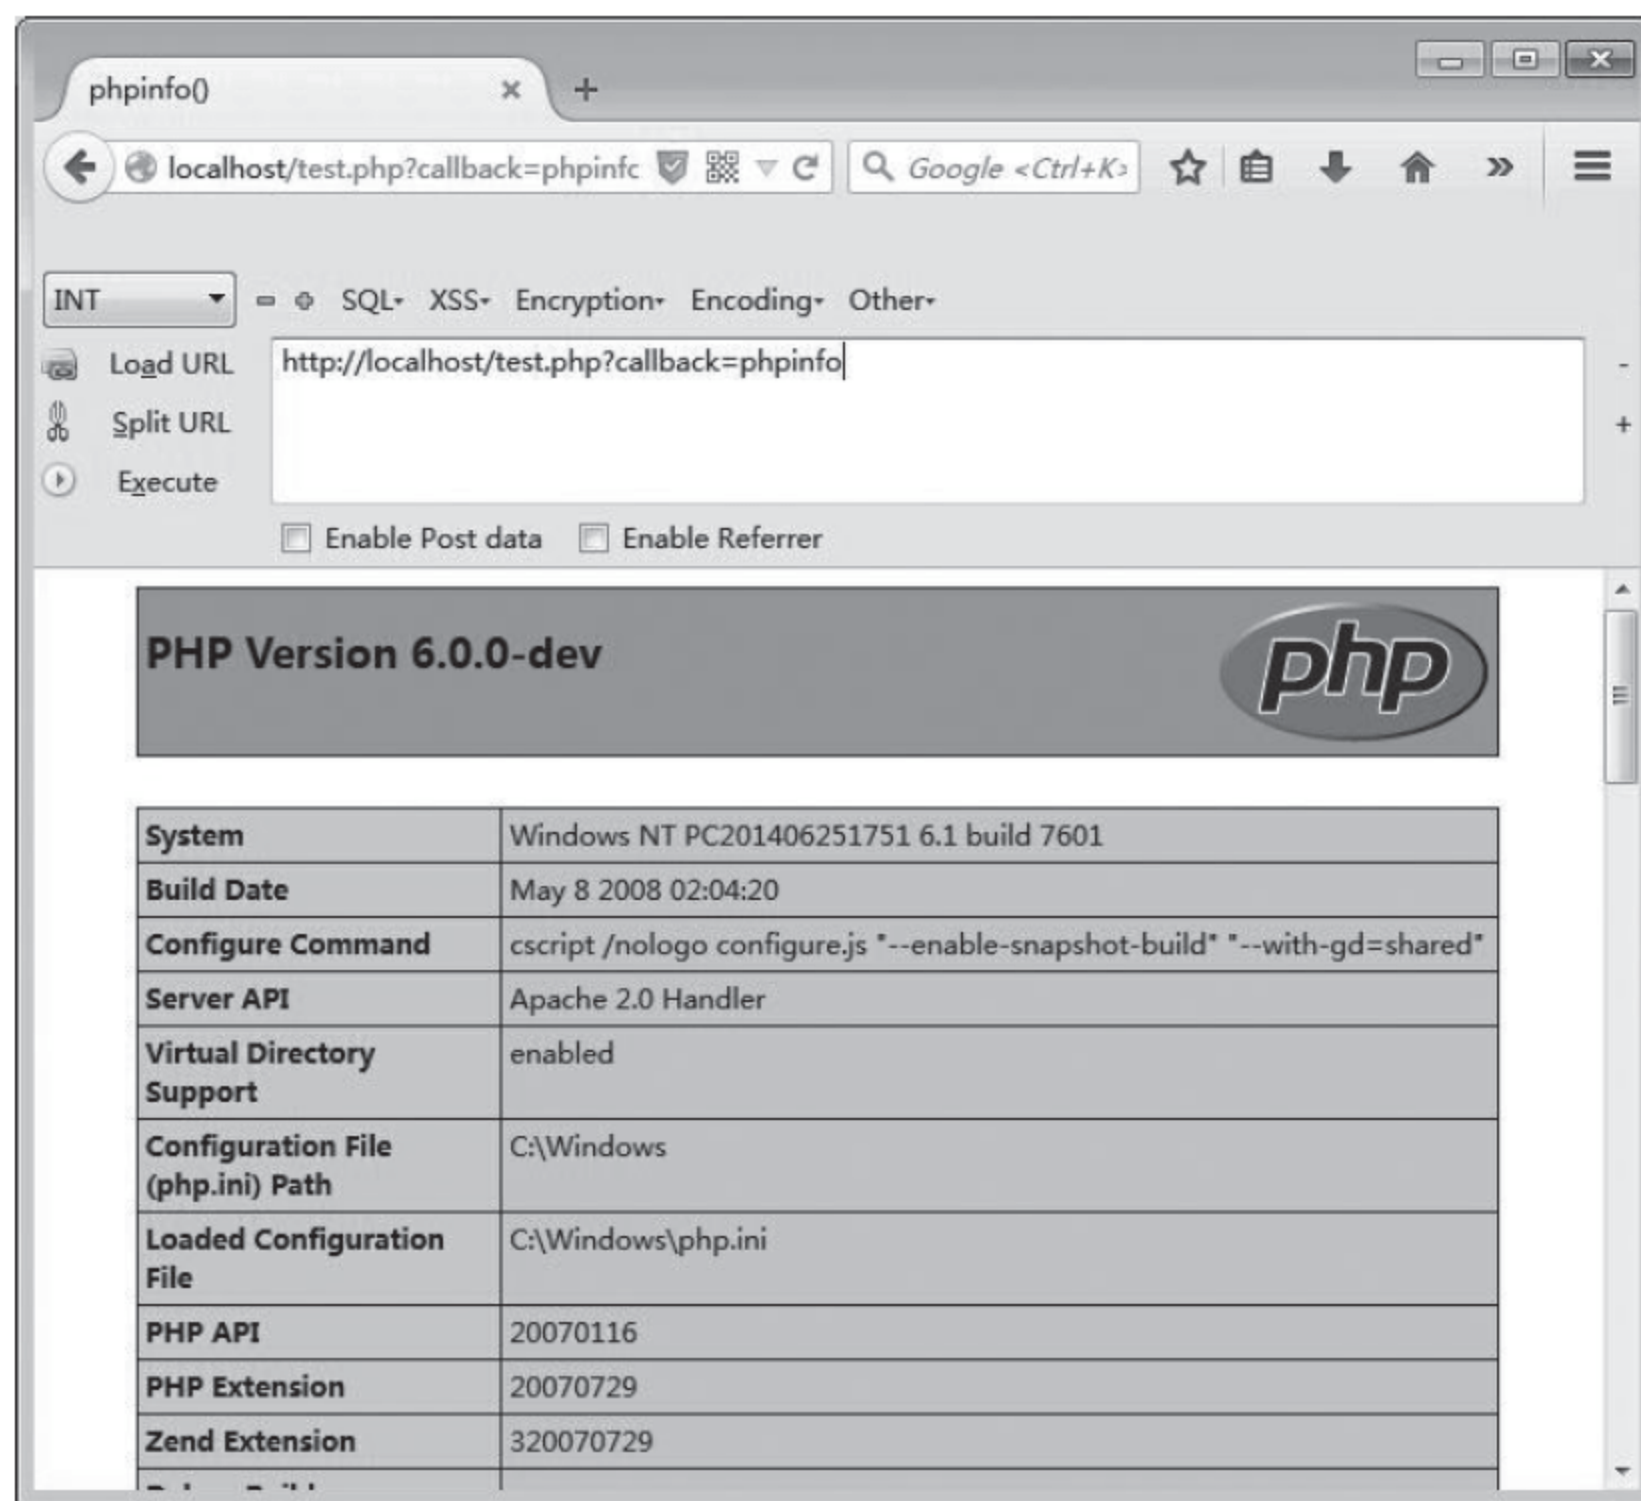 phpinfo()
localhost/test.php?callback=phpinfo
Google <Ctrl+K>
INT SQL XSS Encryption Encoding Other
Load URL http://localhost/test.php?callback=phpinfo
Split URL
Execute
Enable Post data Enable Referrer
PHP Version 6.0.0-dev
php
System Windows NT PC201406251751 6.1 build 7601
Build Date May 8 2008 02:04:20
Configure Command cscript /nologo configure.js "--enable-snapshot-build" "--with-gd=shared"
Server API Apache 2.0 Handler
Virtual Directory enabled
Support
Configuration File C:\Windows
(php.ini) Path
Loaded Configuration C:\Windows\php.ini
File
PHP API 20070116
PHP Extension 20070729
Zend Extension 320070729